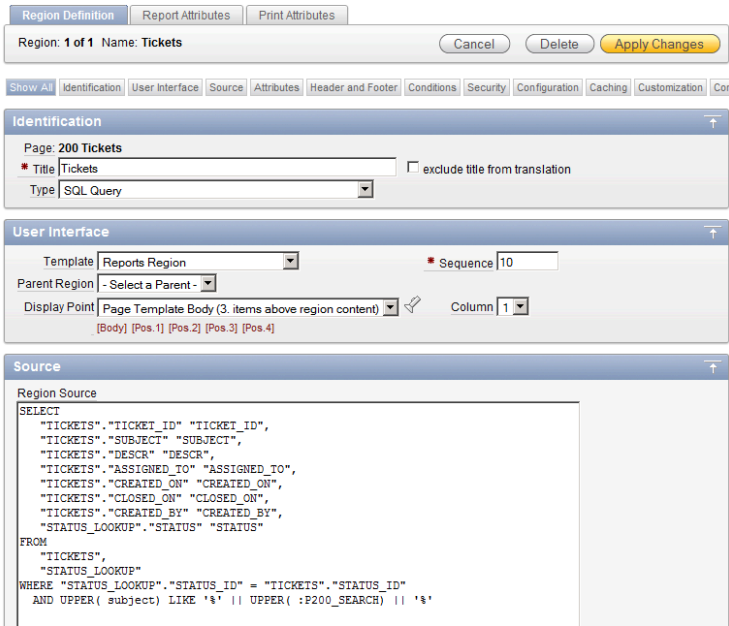 Region Definition Report Attributes Print Attributes
Region: 1 of 1 Name: Tickets Cancel Delete Apply Changes
Show All Identification User Interface Source Attributes Header and Footer Conditions Security Configuration Caching Customization
Identification
Page: 200 Tickets
* Title Tickets exclude title from translation
Type SQL Query
User Interface
Template Reports Region * Sequence 10
Parent Region - Select a Parent -
Display Point Page Template Body (3. items above region content) Column 1
[Body] [Pos.1] [Pos.2] [Pos.3] [Pos.4]
Source
Region Source
SELECT
"TICKETS"."TICKET_ID" "TICKET_ID",
"TICKETS"."SUBJECT" "SUBJECT",
"TICKETS"."DESCR" "DESCR",
"TICKETS"."ASSIGNED_TO" "ASSIGNED_TO",
"TICKETS"."CREATED_ON" "CREATED_ON",
"TICKETS"."CLOSED_ON" "CLOSED_ON",
"TICKETS"."CREATED_BY" "CREATED_BY",
"STATUS_LOOKUP"."STATUS" "STATUS"
FROM
"TICKETS",
"STATUS_LOOKUP"
WHERE "STATUS_LOOKUP"."STATUS_ID" = "TICKETS"."STATUS_ID"
AND UPPER( subject) LIKE '%' || UPPER( :P200_SEARCH) || '%'